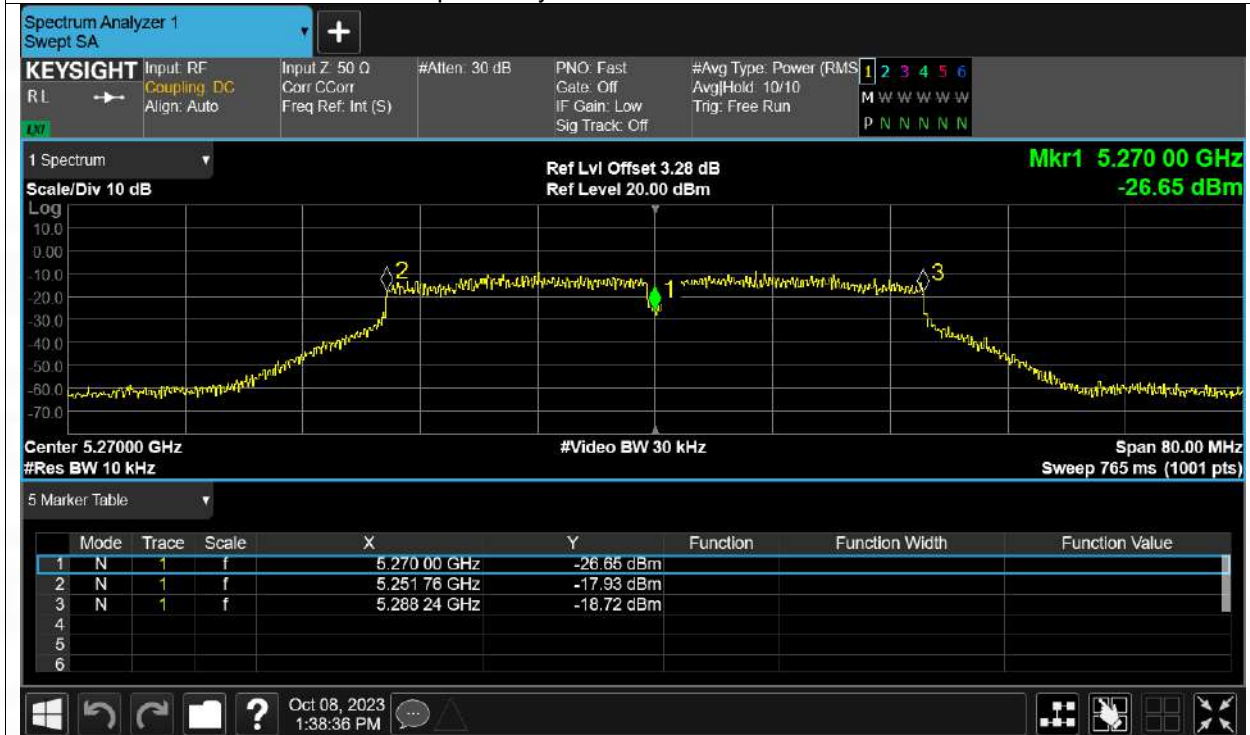 Spectrum Analyzer 1
Swept SA
+
KEYSIGHT Input: RF Input Z: 50 Ω #Atten: 30 dB PNO: Fast #Avg Type: Power (RMS 1 2 3 4 5 6
RL Coupling: DC Corr CCorr Gate: Off Avg|Hold: 10/10 M W W W W W
Align: Auto Freq Ref: Int (S) IF Gain: Low Trig: Free Run P N N N N N
LXI Sig Track: Off
1 Spectrum Ref Lvl Offset 3.28 dB Mkr1 5.270 00 GHz
Scale/Div 10 dB Ref Level 20.00 dBm -26.65 dBm
Log
10.0
0.00
-10.0 2 3
-20.0 1
-30.0
-40.0
-50.0
-60.0
-70.0
Center 5.27000 GHz #Video BW 30 kHz Span 80.00 MHz
#Res BW 10 kHz Sweep 765 ms (1001 pts)
5 Marker Table
Mode Trace Scale X Y Function Function Width Function Value
1 N 1 f 5.270 00 GHz -26.65 dBm
2 N 1 f 5.251 76 GHz -17.93 dBm
3 N 1 f 5.288 24 GHz -18.72 dBm
4
5
6
? Oct 08, 2023
1:38:36 PM